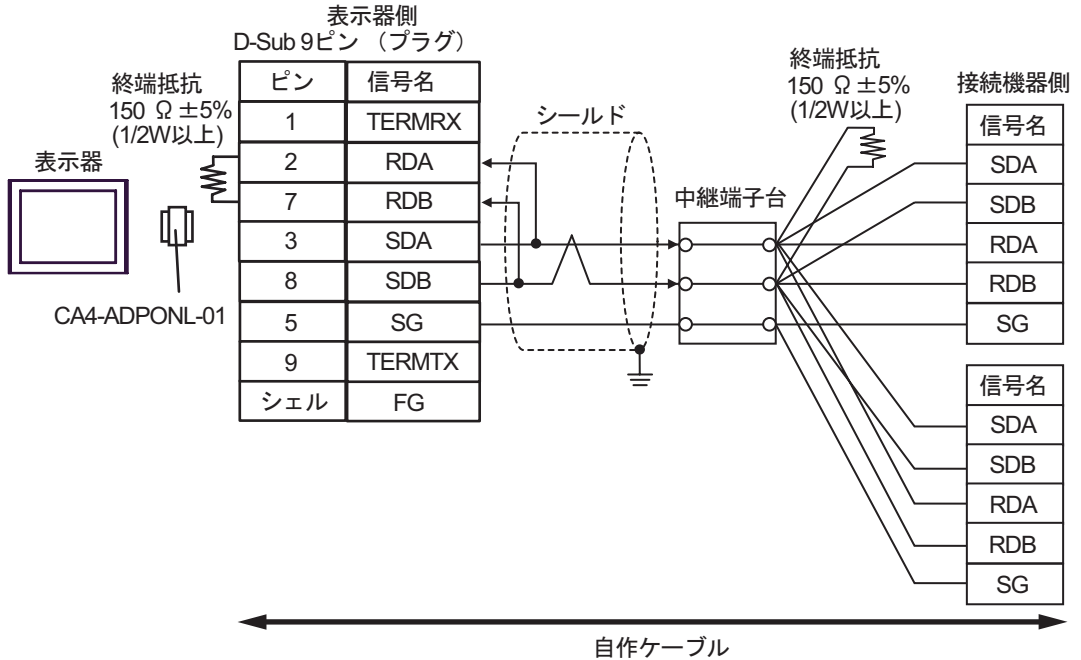 表示器側
D-Sub 9ピン （プラグ）
終端抵抗
150 Ω ±5%
(1/2W以上)
表示器
CA4-ADPONL-01
ピン 信号名
1 TERMRX
2 RDA
7 RDB
3 SDA
8 SDB
5 SG
9 TERMTX
シェル FG
シールド
中継端子台
終端抵抗
150 Ω ±5%
(1/2W以上)
接続機器側
信号名
SDA
SDB
RDA
RDB
SG
信号名
SDA
SDB
RDA
RDB
SG
自作ケーブル